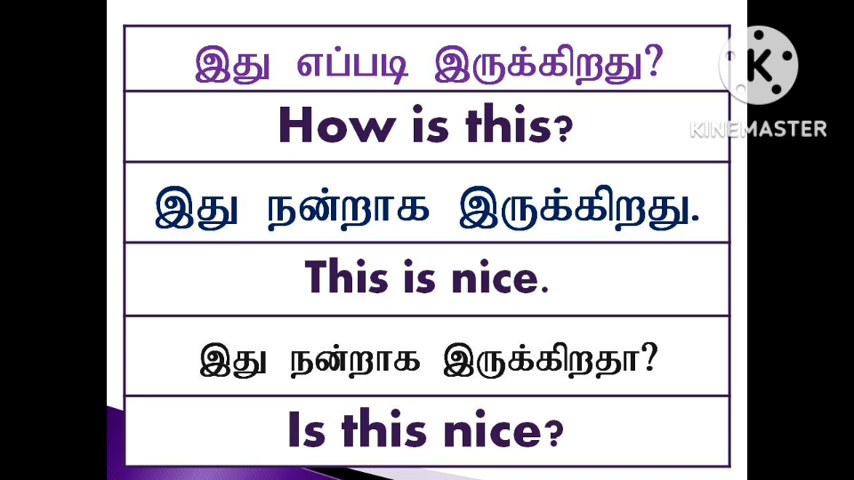 இது எப்படி இருக்கிறது?
How is this?
இது நன்றாக இருக்கிறது.
This is nice.
இது நன்றாக இருக்கிறதா?
Is this nice?
K
KINEMASTER